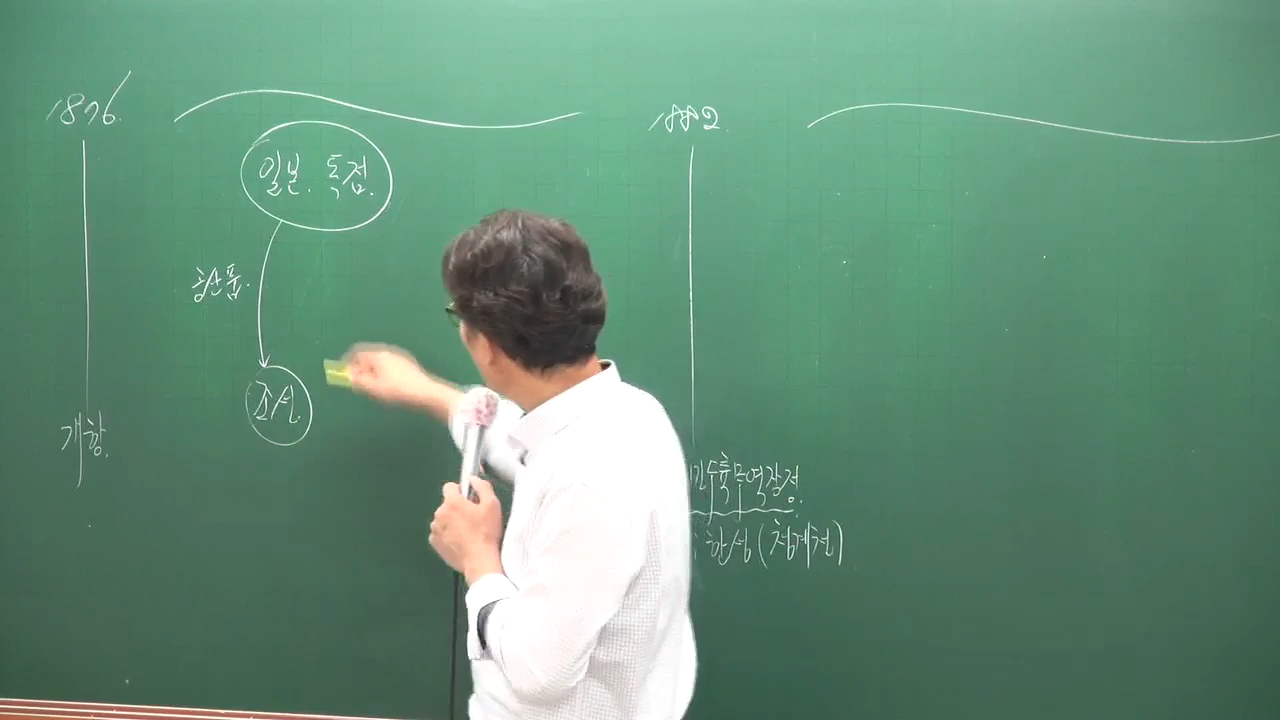 1876.
일본. 독점.
공산품.
조선.
개항.
1882.
간수륙무역장정.
한성(청계천)